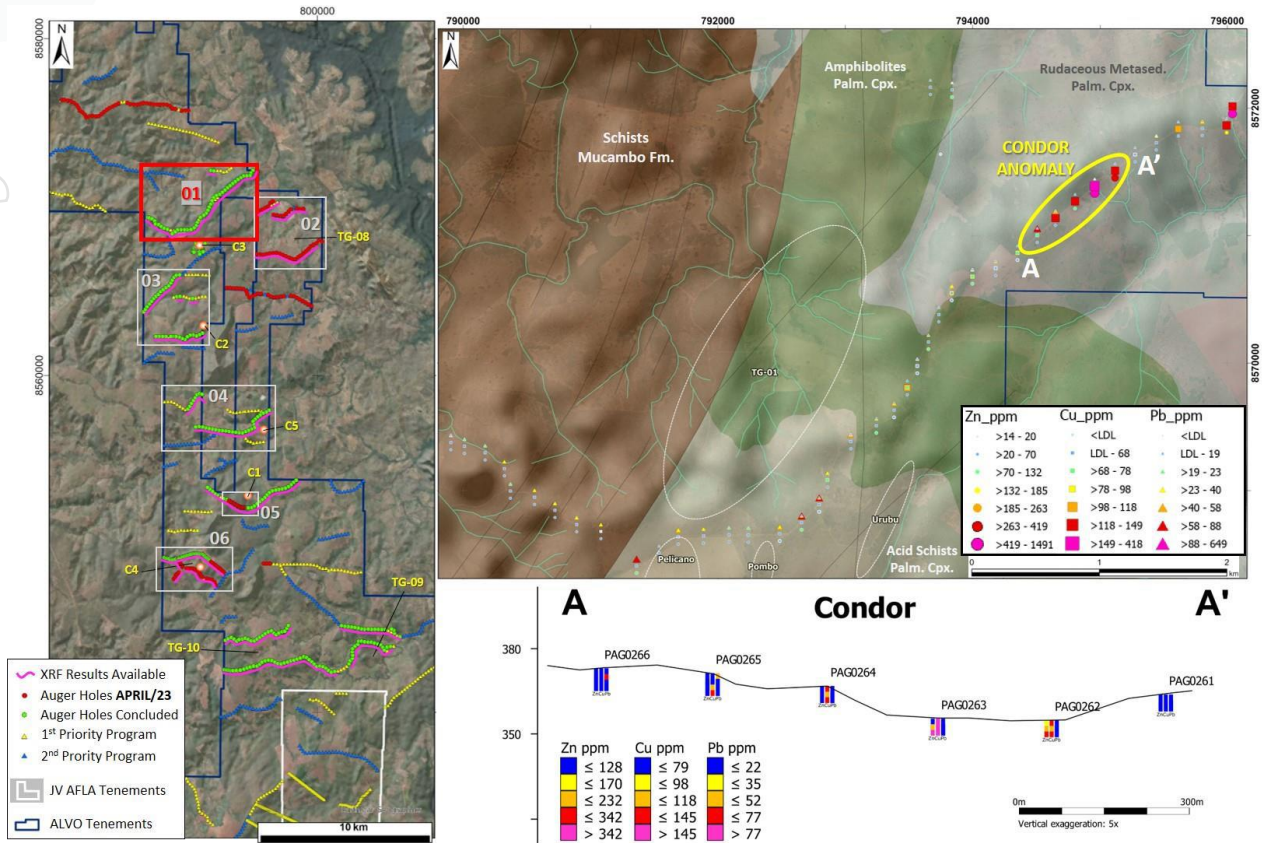 800000
N
8580000
8560000
01
02
TG-08
C3
03
C2
04
C5
C1
05
06
C4
TG-09
TG-10
XRF Results Available
Auger Holes APRIL/23
Auger Holes Concluded
1st Priority Program
2nd Prority Program
JV AFLA Tenements
ALVO Tenements
10 km
790000
792000
794000
796000
N
8572000
8570000
Amphibolites
Palm. Cpx.
Rudaceous Metased.
Palm. Cpx.
Schists
Mucambo Fm.
CONDOR
ANOMALY
A'
A
TG-01
Urubu
Pelicano
Pombo
Acid Schists
Palm. Cpx.
Zn_ppm Cu_ppm Pb_ppm
>14 - 20 <LDL <LDL
>20 - 70 LDL - 68 LDL - 19
>70 - 132 >68 - 78 >19 - 23
>132 - 185 >78 - 98 >23 - 40
>185 - 263 >98 - 118 >40 - 58
>263 - 419 >118 - 149 >58 - 88
>419 - 1491 >149 - 418 >88 - 649
0 1 2
km
A Condor A'
380
350
PAG0266
PAG0265
PAG0264
PAG0263
PAG0262
PAG0261
ZnCuPb
ZnCuPb
ZnCuPb
ZnCuPb
ZnCuPb
ZnCuPb
Zn ppm Cu ppm Pb ppm
≤ 128 ≤ 79 ≤ 22
≤ 170 ≤ 98 ≤ 35
≤ 232 ≤ 118 ≤ 52
≤ 342 ≤ 145 ≤ 77
> 342 > 145 > 77
0m 300m
Vertical exaggeration: 5x